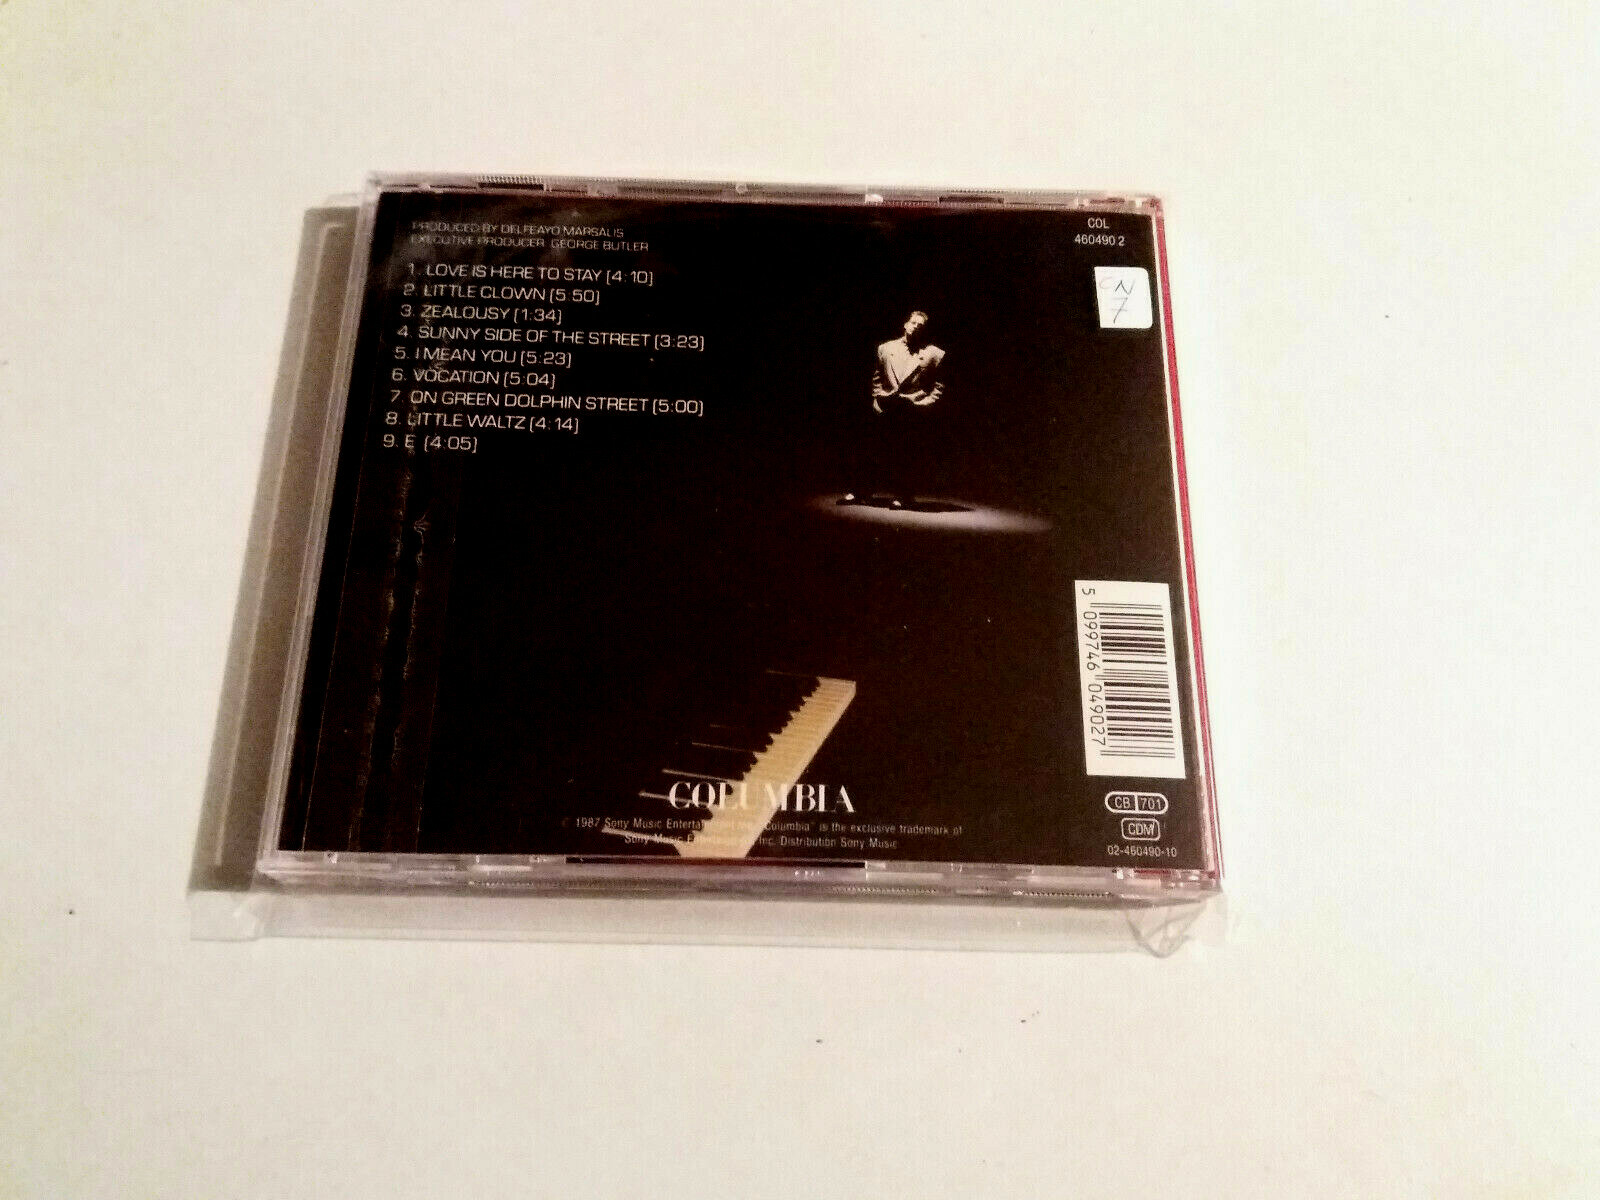 PRODUCED BY DELFEAYO MARSALIS
EXECUTIVE PRODUCER: GEORGE BUTLER
1. LOVE IS HERE TO STAY [4:10]
2. LITTLE CLOWN [5:50]
3. ZEALOUSY [1:34]
4. SUNNY SIDE OF THE STREET [3:23]
5. I MEAN YOU [5:23]
6. VOCATION [5:04]
7. ON GREEN DOLPHIN STREET [5:00]
8. LITTLE WALTZ [4:14]
9. E [4:05]
COL
460490 2
N
7
5 099746 049027
COLUMBIA
1987 Sony Music "Columbia" is the exclusive trademark of
Sony Music Inc. Distribution Sony Music
CB 701
CDM
02-460490-10